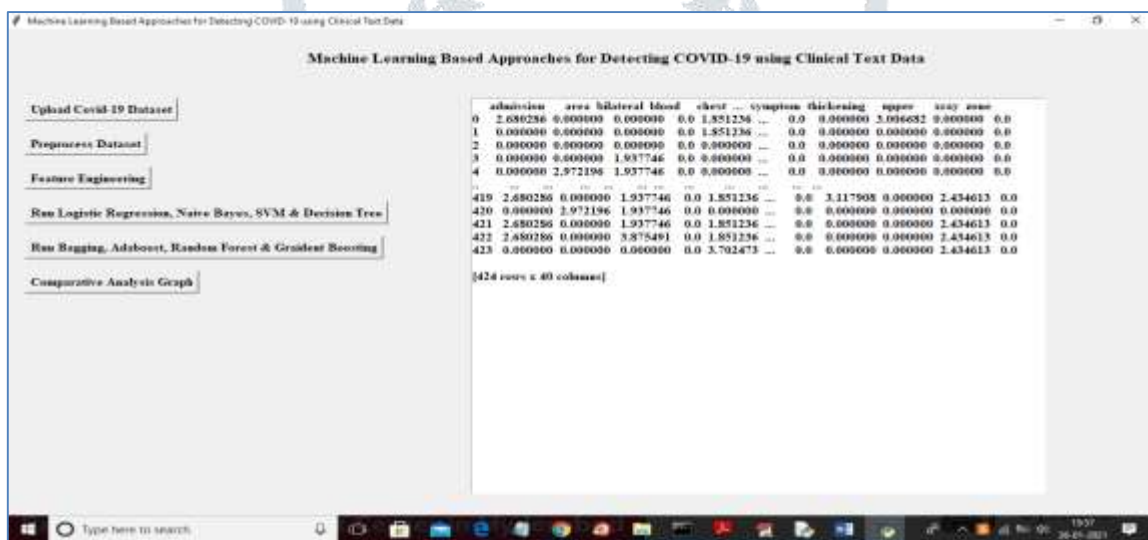 Machine Learning Based Approaches for Detecting COVID-19 using Clinical Text Data
Machine Learning Based Approaches for Detecting COVID-19 using Clinical Text Data
Upload Covid-19 Dataset
Preprocess Dataset
Feature Engineering
Run Logistic Regression, Naive Bayes, SVM & Decision Tree
Run Bagging, Adaboost, Random Forest & Graident Boosting
Comparative Analysis Graph
admission area bilateral blood chest ... symptom thickening upper xray zone
0 2.680286 0.000000 0.000000 0.0 1.851236 ... 0.0 0.000000 3.006682 0.000000 0.0
1 0.000000 0.000000 0.000000 0.0 1.851236 ... 0.0 0.000000 0.000000 0.000000 0.0
2 0.000000 0.000000 0.000000 0.0 0.000000 ... 0.0 0.000000 0.000000 0.000000 0.0
3 0.000000 0.000000 1.937746 0.0 0.000000 ... 0.0 0.000000 0.000000 0.000000 0.0
4 0.000000 2.972196 1.937746 0.0 0.000000 ... 0.0 0.000000 0.000000 0.000000 0.0
.. ... ... ... ... ... ... ... ... ... ... ...
419 2.680286 0.000000 1.937746 0.0 1.851236 ... 0.0 3.117908 0.000000 2.434613 0.0
420 0.000000 2.972196 1.937746 0.0 0.000000 ... 0.0 0.000000 0.000000 0.000000 0.0
421 2.680286 0.000000 1.937746 0.0 1.851236 ... 0.0 0.000000 0.000000 2.434613 0.0
422 2.680286 0.000000 3.875491 0.0 1.851236 ... 0.0 0.000000 0.000000 2.434613 0.0
423 0.000000 0.000000 0.000000 0.0 3.702473 ... 0.0 0.000000 0.000000 2.434613 0.0
[424 rows x 40 columns]
Type here to search
19:37
26-01-2021